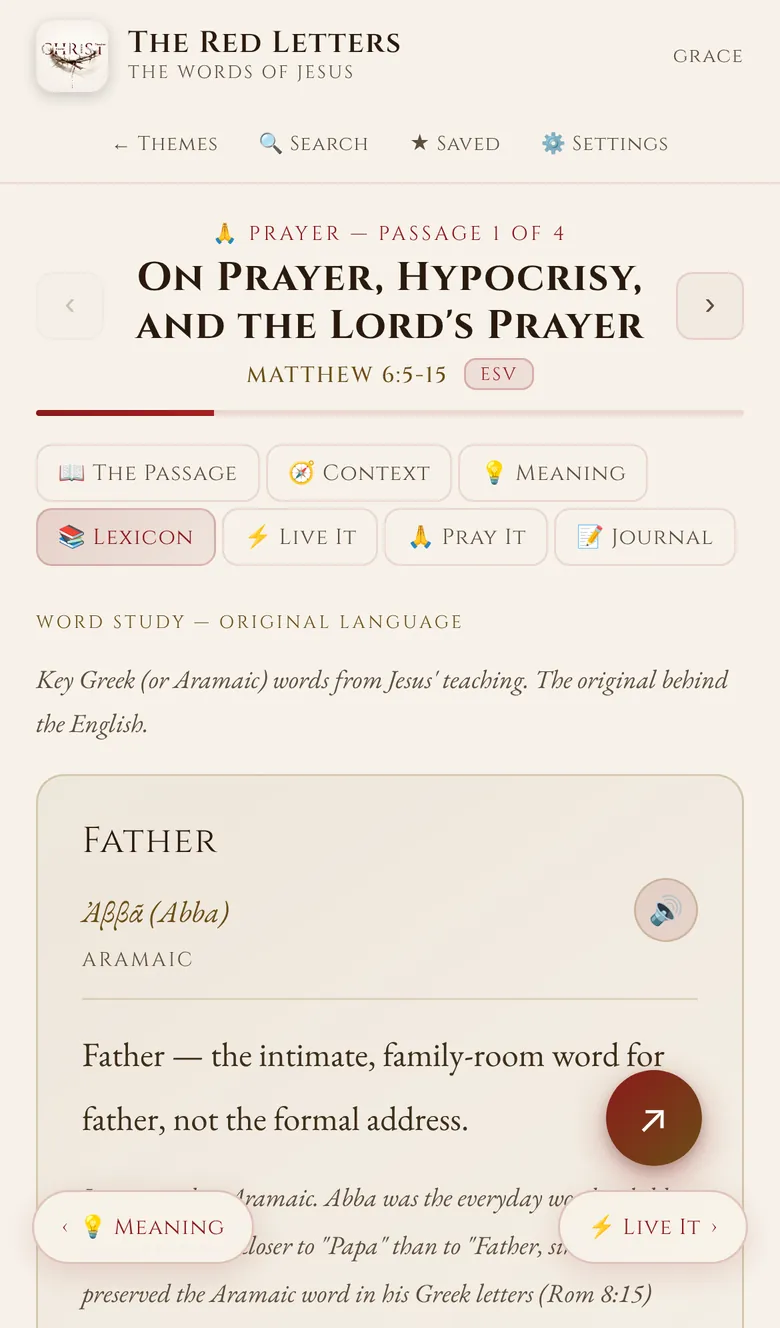 CHRIST
The Red Letters
THE WORDS OF JESUS
GRACE
← Themes
🔍 Search
★ Saved
⚙️ Settings
🙏 PRAYER — PASSAGE 1 OF 4
On Prayer, Hypocrisy,
and the Lord's Prayer
‹
›
MATTHEW 6:5-15 ESV
📖 The Passage
🧭 Context
💡 Meaning
📚 Lexicon
⚡ Live It
🙏 Pray It
📝 Journal
WORD STUDY — ORIGINAL LANGUAGE
Key Greek (or Aramaic) words from Jesus' teaching. The original behind
the English.
Father
Ἀββᾶ (Abba)
🔊
ARAMAIC
Father — the intimate, family-room word for
father, not the formal address.
Aramaic. Abba was the everyday
‹ 💡 Meaning
⚡ Live It ›
closer to "Papa" than to "Father,
preserved the Aramaic word in his Greek letters (Rom 8:15)